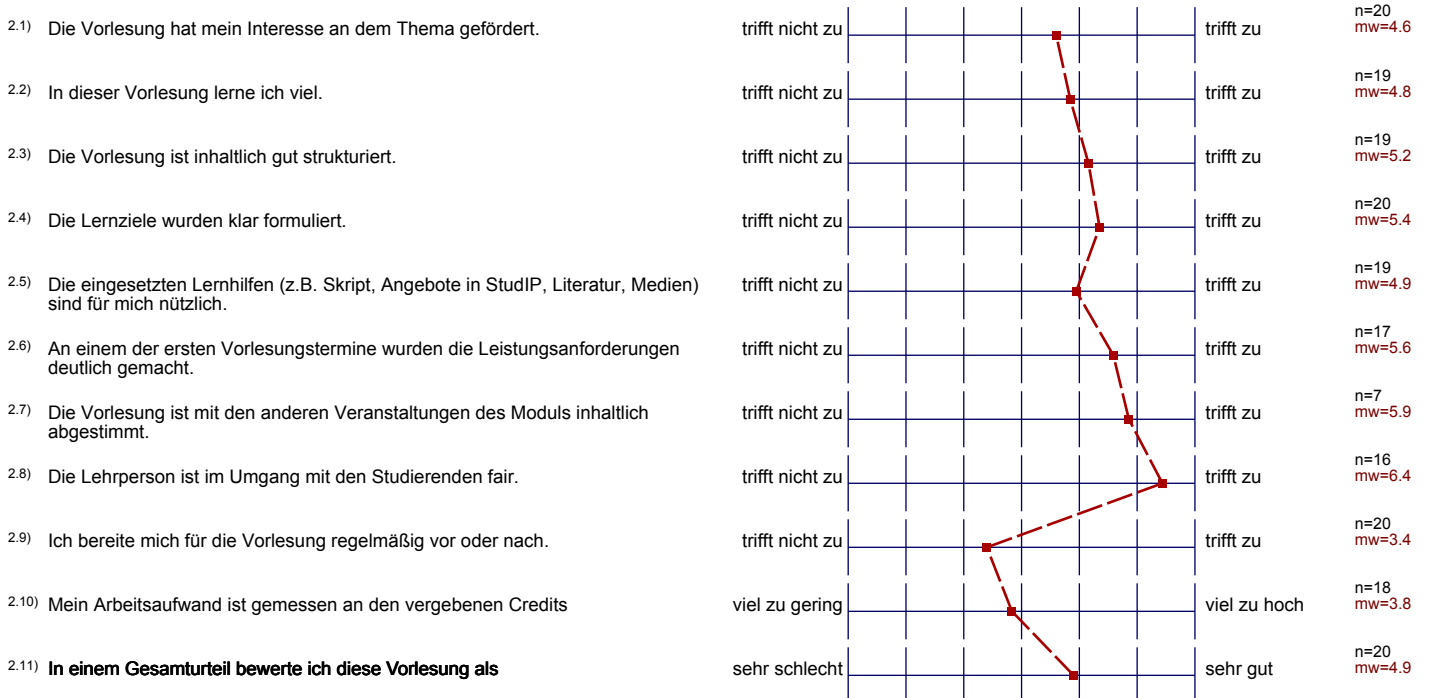 2.1) Die Vorlesung hat mein Interesse an dem Thema gefördert. trifft nicht zu trifft zu n=20
mw=4.6
2.2) In dieser Vorlesung lerne ich viel. trifft nicht zu trifft zu n=19
mw=4.8
2.3) Die Vorlesung ist inhaltlich gut strukturiert. trifft nicht zu trifft zu n=19
mw=5.2
2.4) Die Lernziele wurden klar formuliert. trifft nicht zu trifft zu n=20
mw=5.4
2.5) Die eingesetzten Lernhilfen (z.B. Skript, Angebote in StudIP, Literatur, Medien) trifft nicht zu trifft zu n=19
sind für mich nützlich. mw=4.9
2.6) An einem der ersten Vorlesungstermine wurden die Leistungsanforderungen trifft nicht zu trifft zu n=17
deutlich gemacht. mw=5.6
2.7) Die Vorlesung ist mit den anderen Veranstaltungen des Moduls inhaltlich trifft nicht zu trifft zu n=7
abgestimmt. mw=5.9
2.8) Die Lehrperson ist im Umgang mit den Studierenden fair. trifft nicht zu trifft zu n=16
mw=6.4
2.9) Ich bereite mich für die Vorlesung regelmäßig vor oder nach. trifft nicht zu trifft zu n=20
mw=3.4
2.10) Mein Arbeitsaufwand ist gemessen an den vergebenen Credits viel zu gering viel zu hoch n=18
mw=3.8
2.11) In einem Gesamturteil bewerte ich diese Vorlesung als sehr schlecht sehr gut n=20
mw=4.9